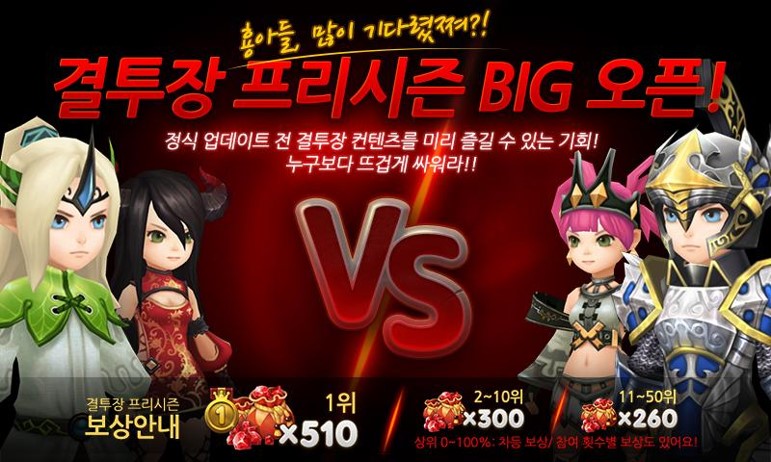 횽아들, 많이 기다렸쪄?!
결투장 프리시즌 BIG 오픈!
정식 업데이트 전 결투장 컨텐츠를 미리 즐길 수 있는 기회!
누구보다 뜨겁게 싸워라!!
VS
결투장 프리시즌
보상안내
1
1위
×510
2~10위
×300
11~50위
×260
상위 0~100%: 차등 보상/ 참여 횟수별 보상도 있어요!